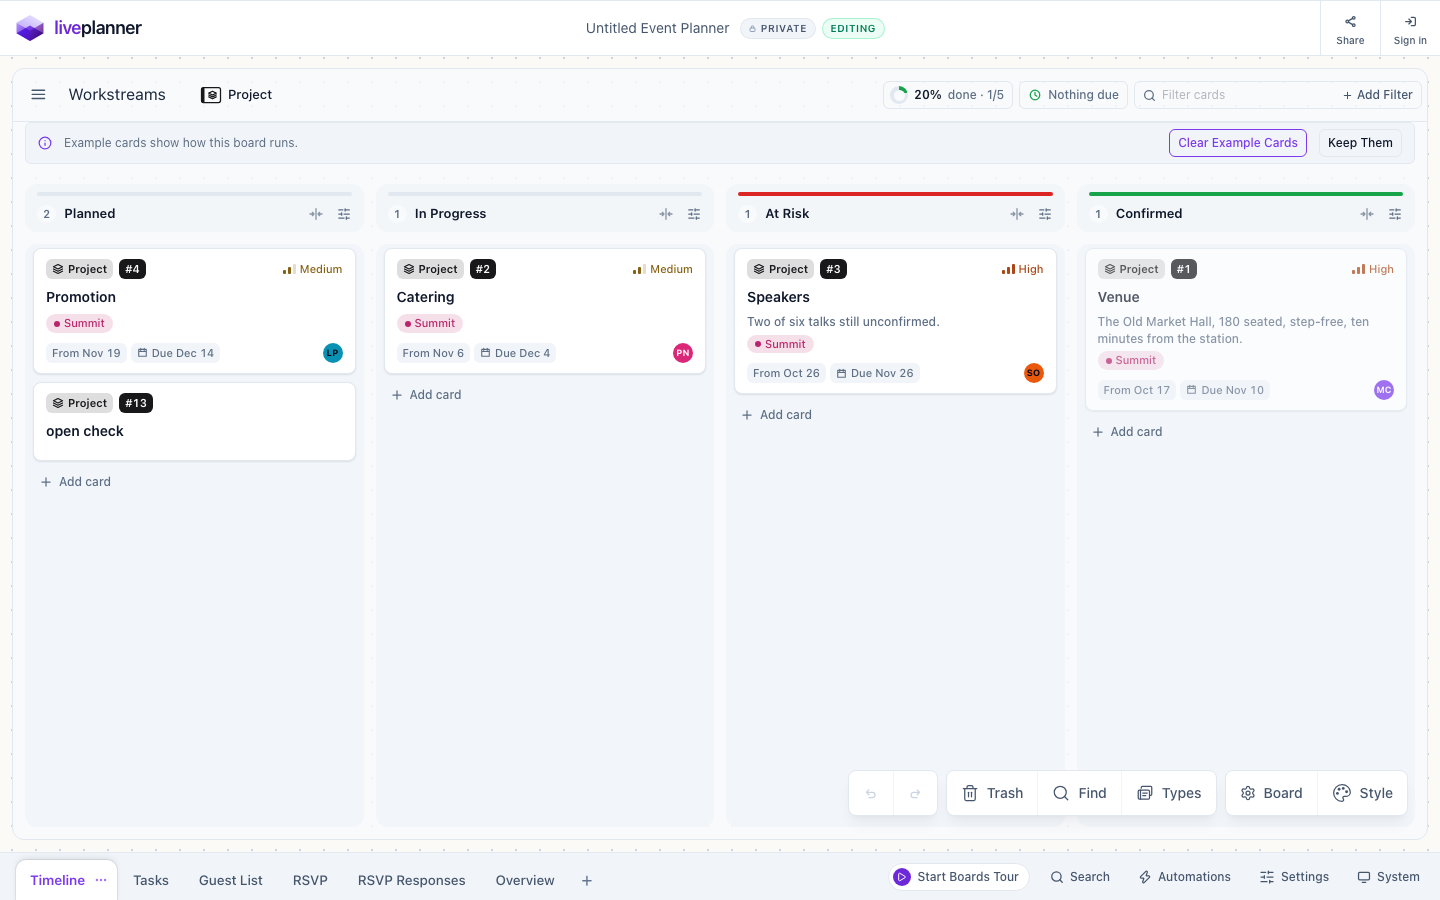 liveplanner
Untitled Event Planner
PRIVATE
EDITING
Share
Sign in
Workstreams
Project
20% done · 1/5
Nothing due
Filter cards
+ Add Filter
Example cards show how this board runs.
Clear Example Cards
Keep Them
2 Planned
Project #4 Medium
Promotion
Summit
From Nov 19 Due Dec 14 LP
Project #13
open check
+ Add card
1 In Progress
Project #2 Medium
Catering
Summit
From Nov 6 Due Dec 4 PN
+ Add card
1 At Risk
Project #3 High
Speakers
Two of six talks still unconfirmed.
Summit
From Oct 26 Due Nov 26 SO
+ Add card
1 Confirmed
Project #1 High
Venue
The Old Market Hall, 180 seated, step-free, ten
minutes from the station.
Summit
From Oct 17 Due Nov 10 MC
+ Add card
Trash
Find
Types
Board
Style
Timeline ···
Tasks
Guest List
RSVP
RSVP Responses
Overview
+
Start Boards Tour
Search
Automations
Settings
System